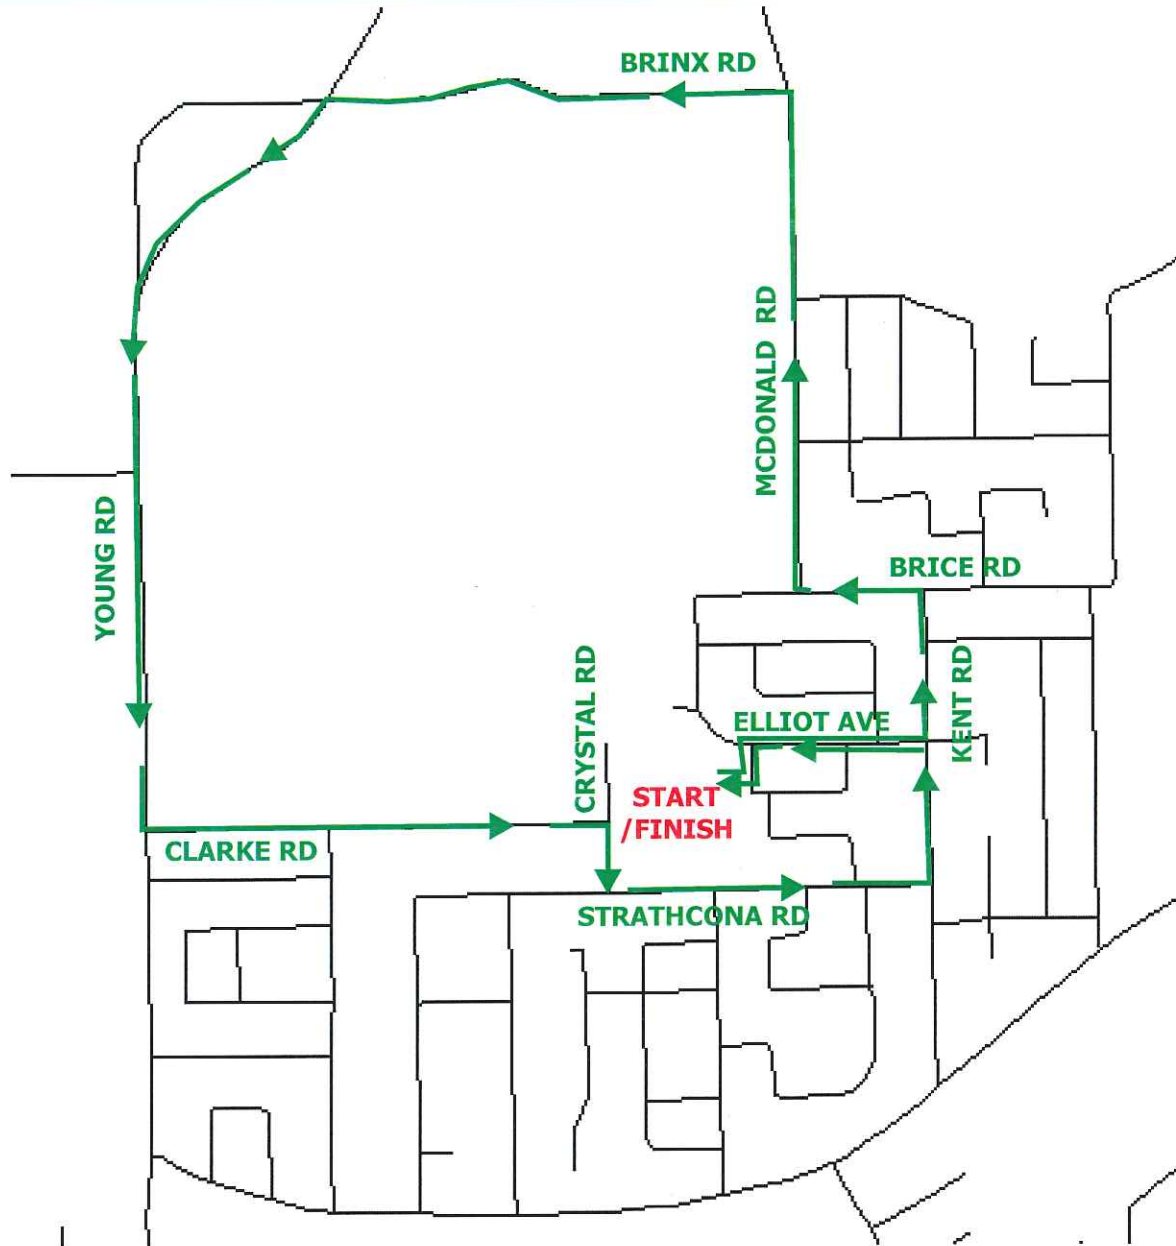 BRINX RD
MCDONALD RD
YOUNG RD
BRICE RD
CRYSTAL RD
KENT RD
ELLIOT AVE
START
/FINISH
CLARKE RD
STRATHCONA RD